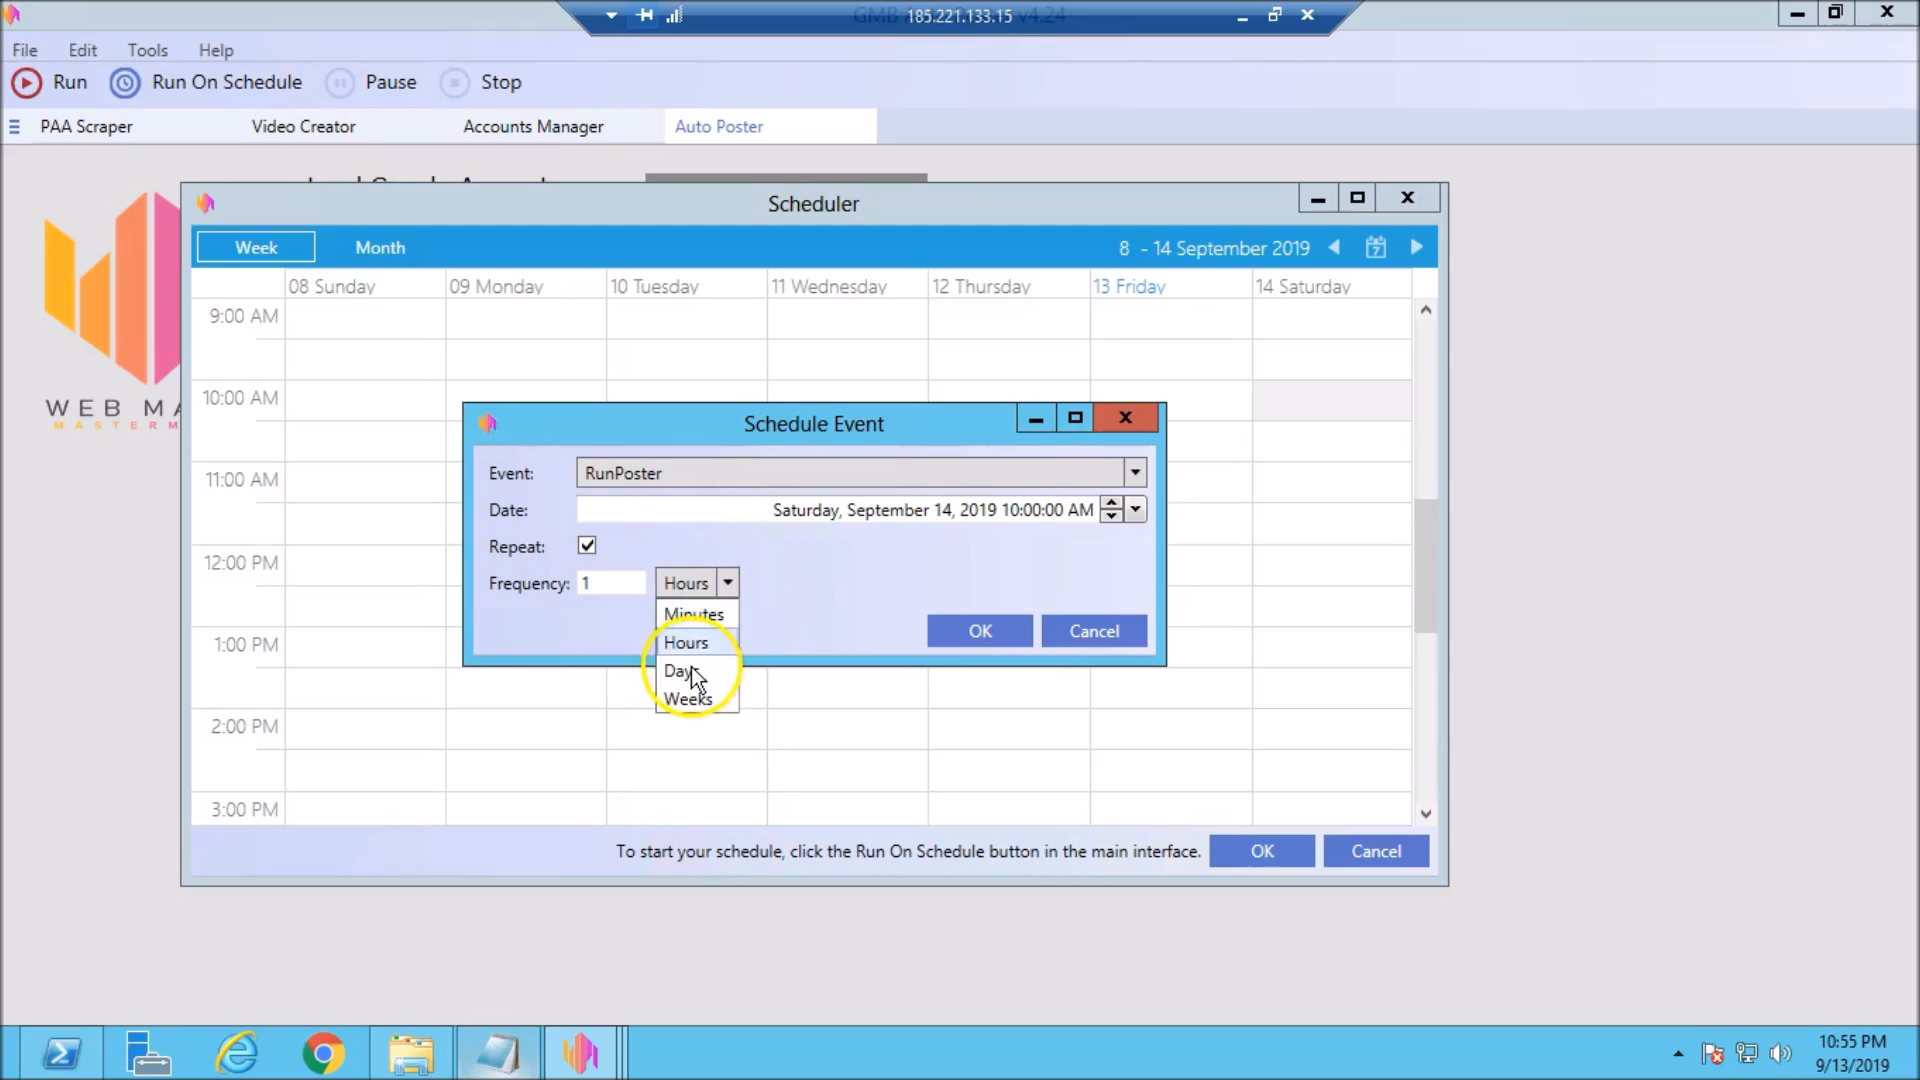 185.221.133.15
v4.24
File Edit Tools Help
Run Run On Schedule Pause Stop
PAA Scraper Video Creator Accounts Manager Auto Poster
Scheduler
Week Month 8 - 14 September 2019
08 Sunday 09 Monday 10 Tuesday 11 Wednesday 12 Thursday 13 Friday 14 Saturday
9:00 AM
10:00 AM
WEB MA
MASTERM
Schedule Event
Event: RunPoster
11:00 AM
Date: Saturday, September 14, 2019 10:00:00 AM
Repeat:
12:00 PM
Frequency: 1 Hours
Minutes
OK Cancel
Hours
1:00 PM
Days
Weeks
2:00 PM
3:00 PM
To start your schedule, click the Run On Schedule button in the main interface. OK Cancel
10:55 PM
9/13/2019